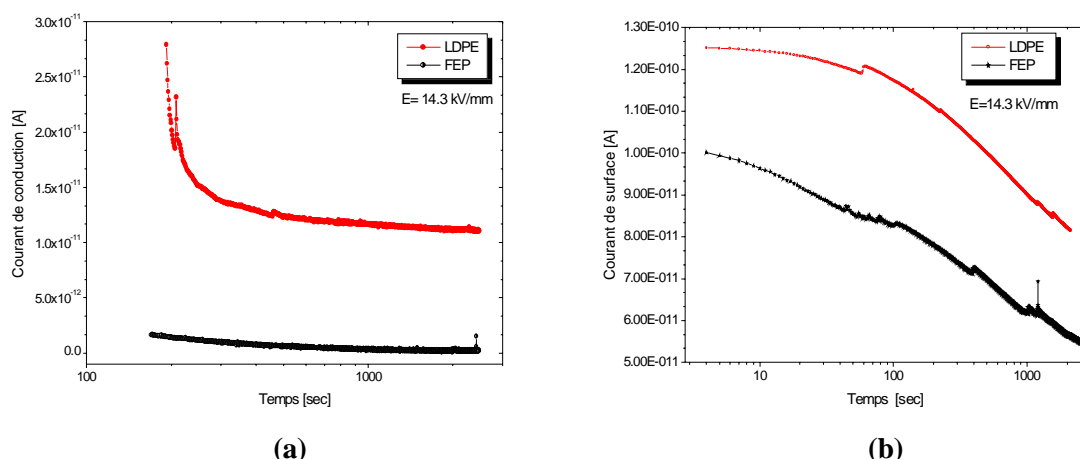 3.0x10-11
2.5x10-11
2.0x10-11
1.5x10-11
1.0x10-11
5.0x10-12
0.0
Courant de conduction [A]
LDPE
FEP
E= 14.3 kV/mm
100
1000
Temps [sec]
(a)
1.30E-010
1.20E-010
1.10E-010
1.00E-010
9.00E-011
8.00E-011
7.00E-011
6.00E-011
5.00E-011
Courant de surface [A]
LDPE
FEP
E=14.3 kV/mm
10
100
1000
Temps [sec]
(b)